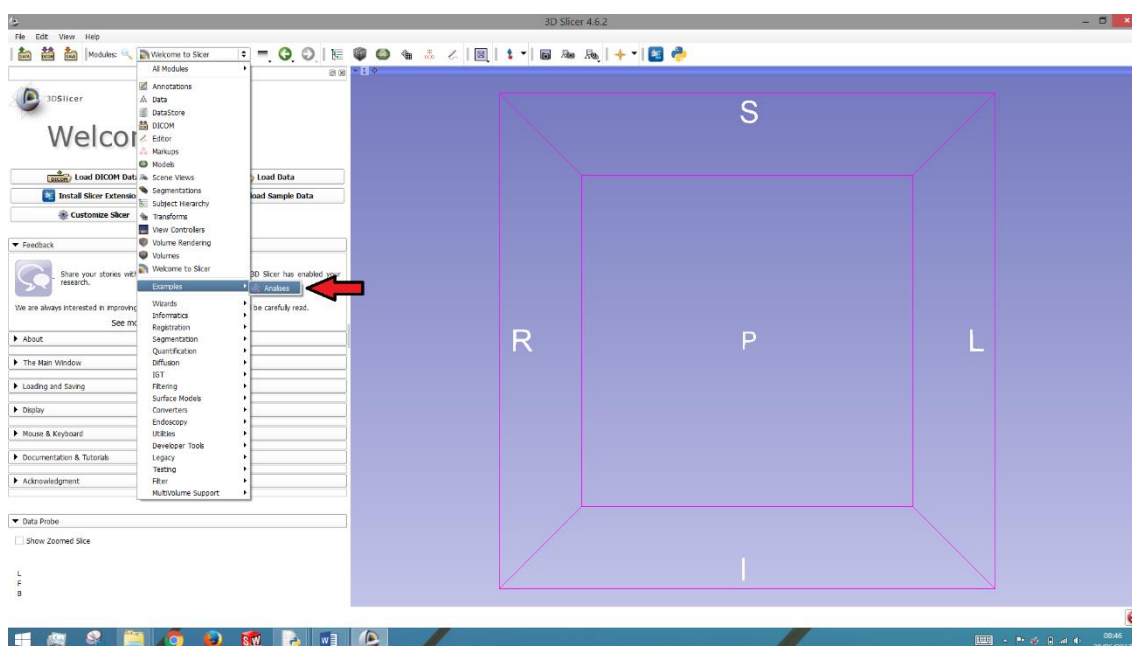 3D Slicer 4.6.2
File Edit View Help
DATA DCM SAVE Modules: Welcome to Slicer
All Modules
3DSlicer
Welco
Load DICOM Dat
Load Data
Install Slicer Extensio
oad Sample Data
Customize Slicer
Feedback
Share your stories with
3D Slicer has enabled your
research.
We are always interested in improving
be carefully read.
See mo
About
The Main Window
Loading and Saving
Display
Mouse & Keyboard
Documentation & Tutorials
Acknowledgment
Data Probe
Show Zoomed Slice
L
F
B
Annotations
Data
DataStore
DICOM
Editor
Markups
Models
Scene Views
Segmentations
Subject Hierarchy
Transforms
View Controllers
Volume Rendering
Volumes
Welcome to Slicer
Examples
Analises
Wizards
Informatics
Registration
Segmentation
Quantification
Diffusion
IGT
Filtering
Surface Models
Converters
Endoscopy
Utilities
Developer Tools
Legacy
Testing
Filter
MultiVolume Support
1
S
R
P
L
I
SW
W
08:46